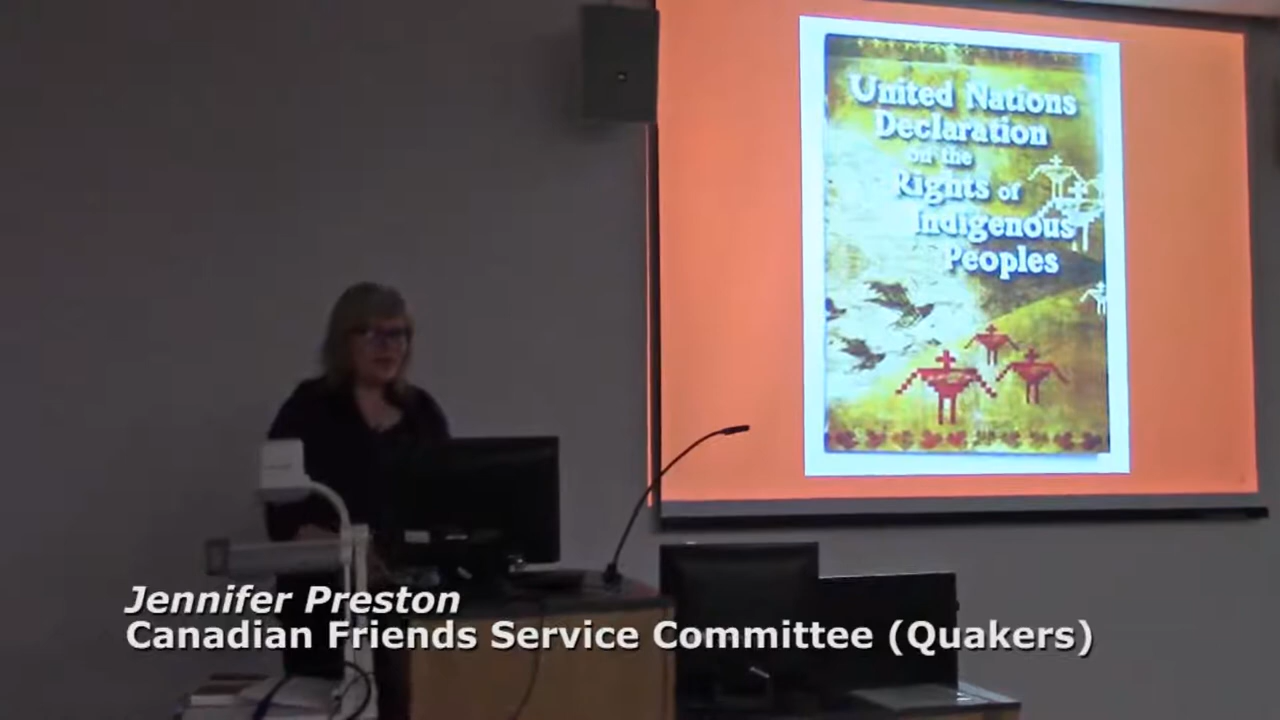 United Nations
Declaration
on the
Rights of
Indigenous
Peoples
Jennifer Preston
Canadian Friends Service Committee (Quakers)